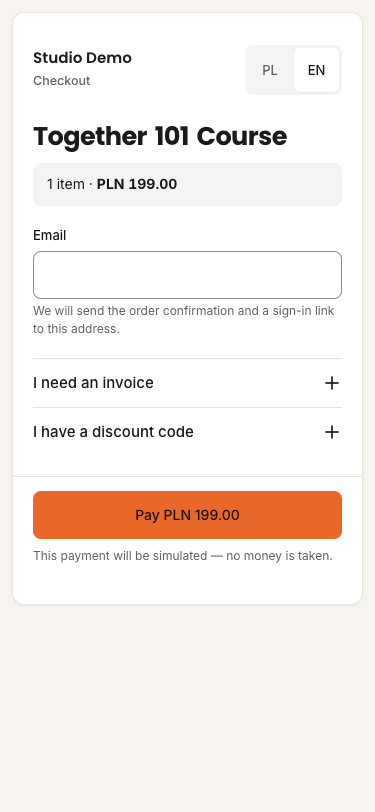 Studio Demo
Checkout
PL
EN
Together 101 Course
1 item · PLN 199.00
Email
We will send the order confirmation and a sign-in link
to this address.
I need an invoice
I have a discount code
Pay PLN 199.00
This payment will be simulated — no money is taken.